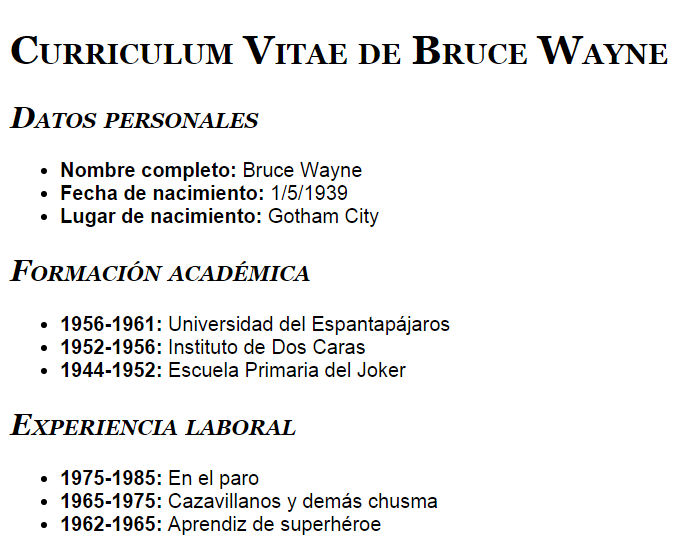 Curriculum Vitae de Bruce Wayne
Datos personales
Nombre completo: Bruce Wayne
Fecha de nacimiento: 1/5/1939
Lugar de nacimiento: Gotham City
Formación académica
1956-1961: Universidad del Espantapájaros
1952-1956: Instituto de Dos Caras
1944-1952: Escuela Primaria del Joker
Experiencia laboral
1975-1985: En el paro
1965-1975: Cazavillanos y demás chusma
1962-1965: Aprendiz de superhéroe